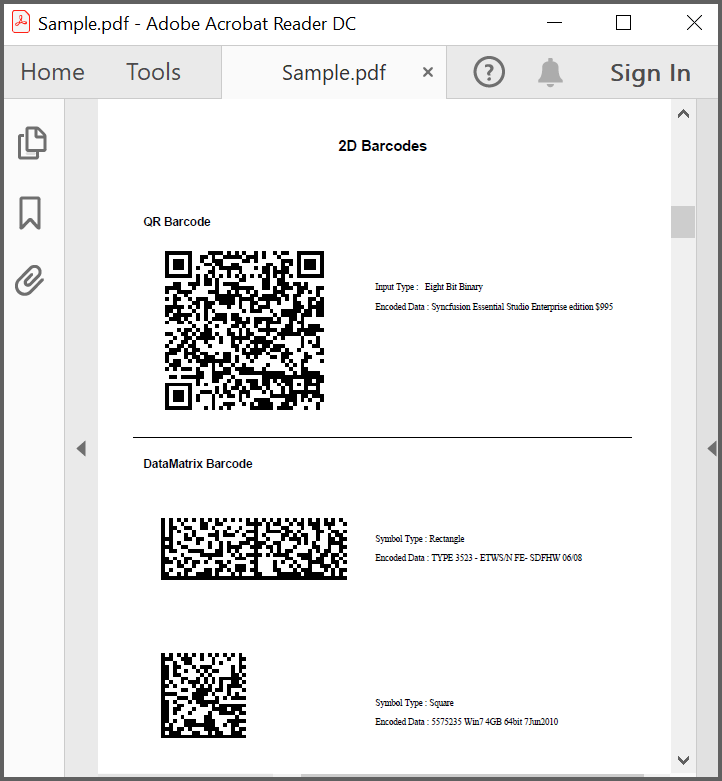 Sample.pdf - Adobe Acrobat Reader DC
Home Tools Sample.pdf × ? Sign In
2D Barcodes
QR Barcode
Input Type : Eight Bit Binary
Encoded Data : Syncfusion Essential Studio Enterprise edition $995
DataMatrix Barcode
Symbol Type : Rectangle
Encoded Data : TYPE 3523 - ETWS/N FE- SDFHW 06/08
Symbol Type : Square
Encoded Data : 5575235 Win7 4GB 64bit 7Jun2010